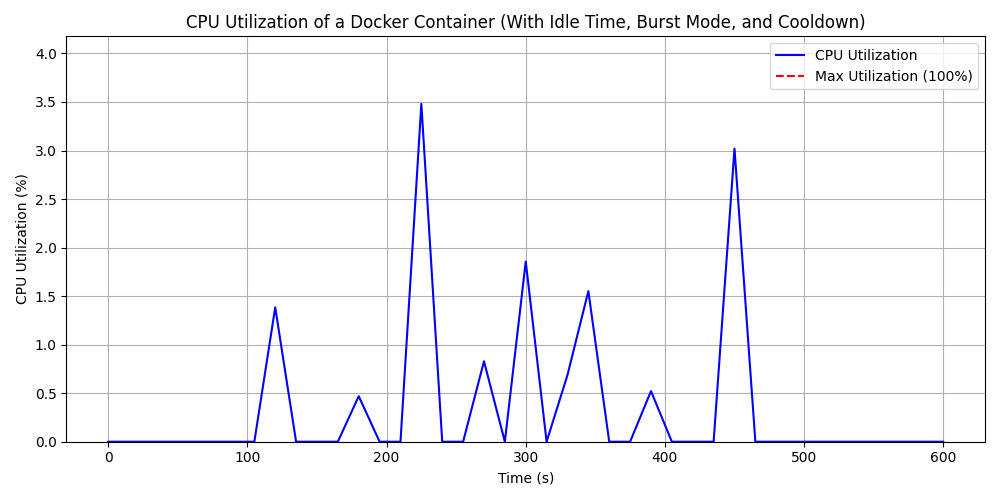 CPU Utilization of a Docker Container (With Idle Time, Burst Mode, and Cooldown)
CPU Utilization
Max Utilization (100%)
CPU Utilization (%)
4.0
3.5
3.0
2.5
2.0
1.5
1.0
0.5
0.0
0 100 200 300 400 500 600
Time (s)